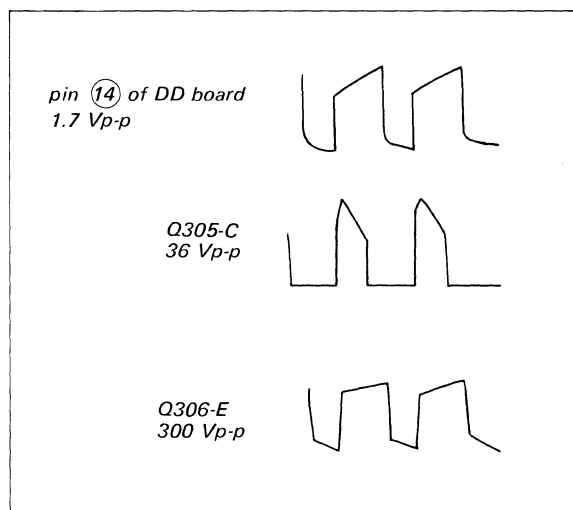 pin ⑭ of DD board
1.7 Vp-p
Q305-C
36 Vp-p
Q306-E
300 Vp-p